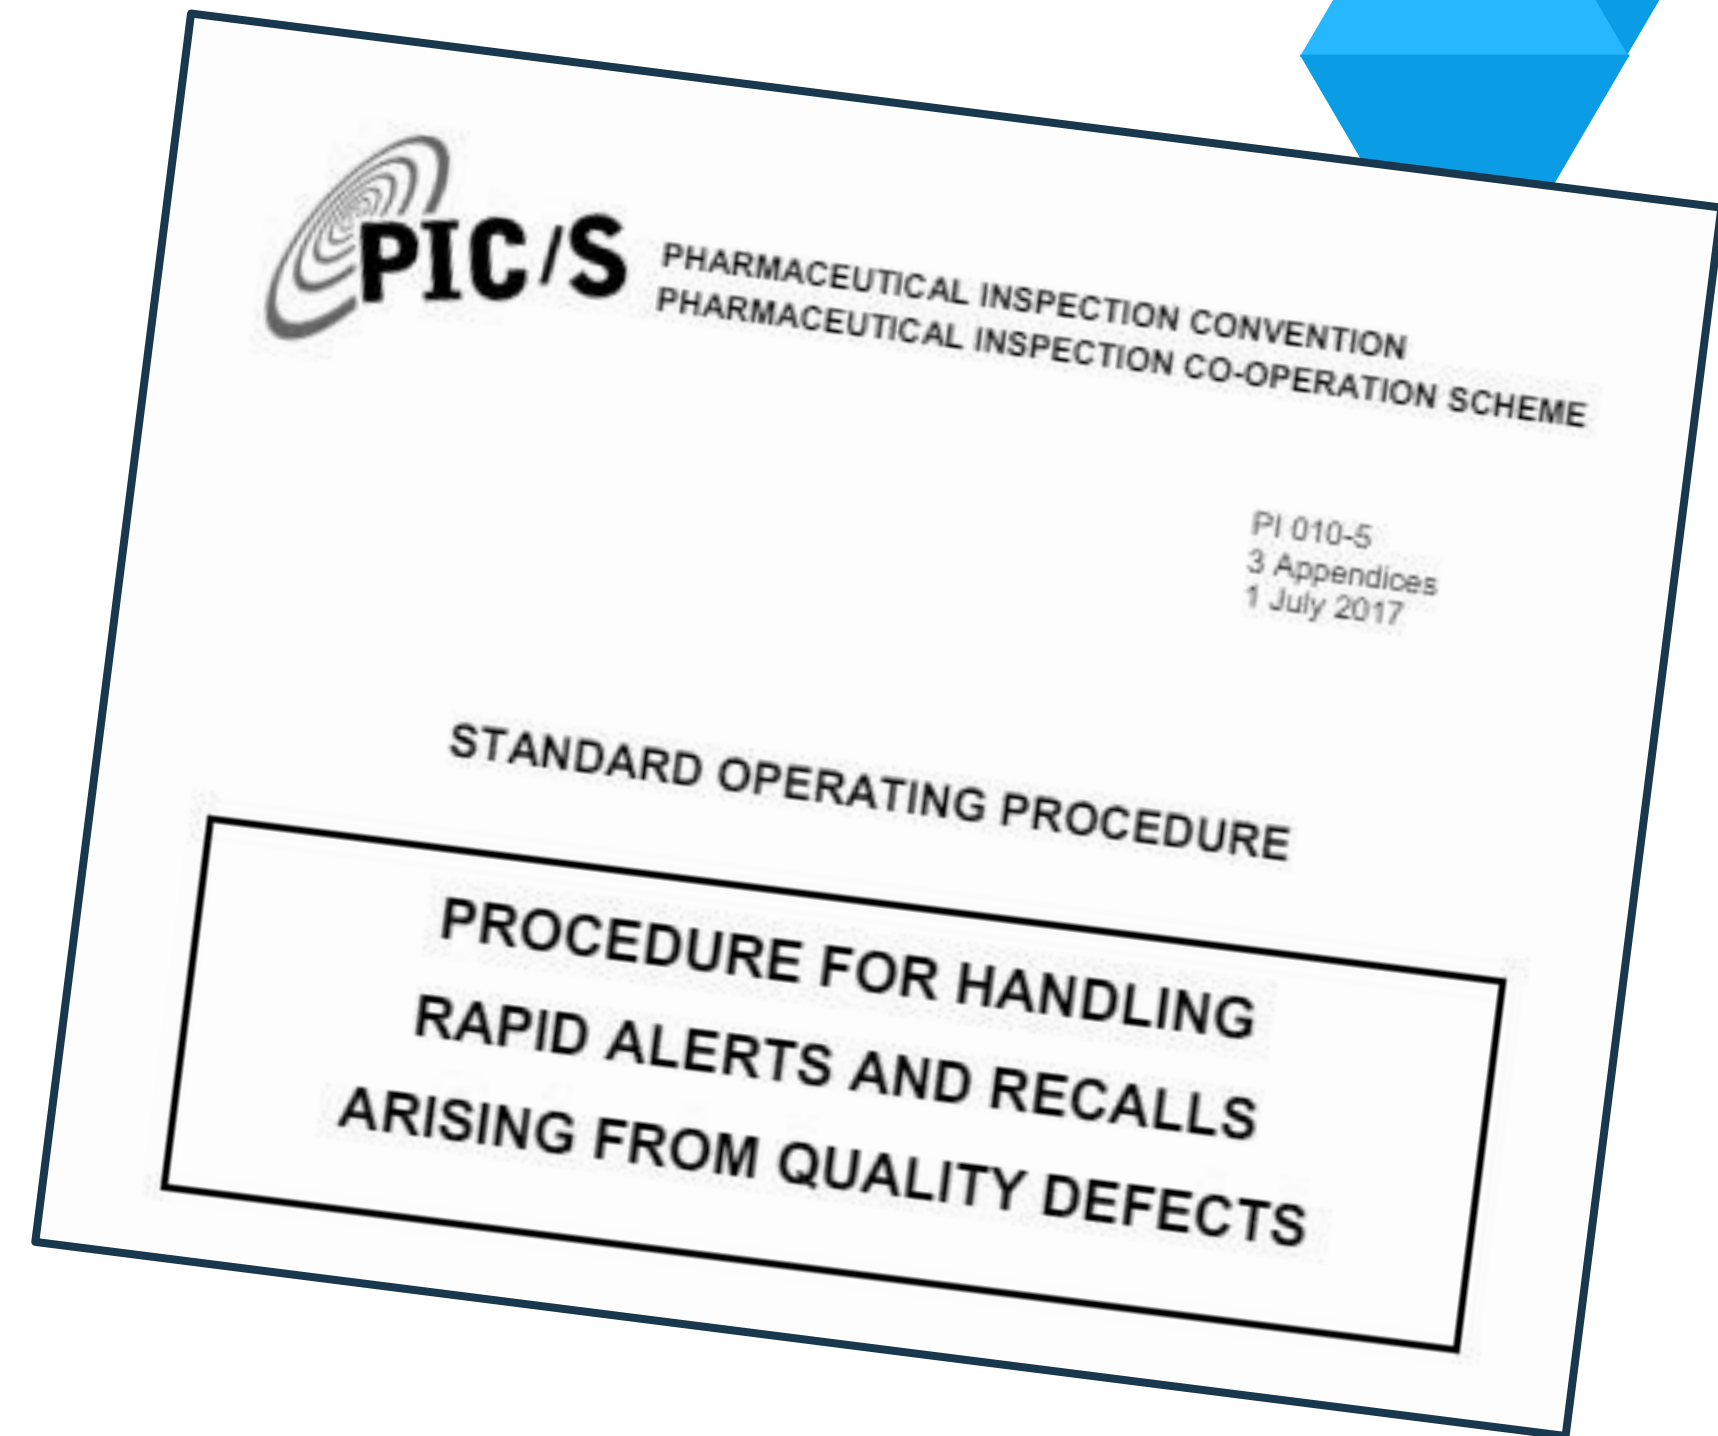 PIC/S
PHARMACEUTICAL INSPECTION CONVENTION
PHARMACEUTICAL INSPECTION CO-OPERATION SCHEME
PI 010-5
3 Appendices
1 July 2017
STANDARD OPERATING PROCEDURE
PROCEDURE FOR HANDLING
RAPID ALERTS AND RECALLS
ARISING FROM QUALITY DEFECTS